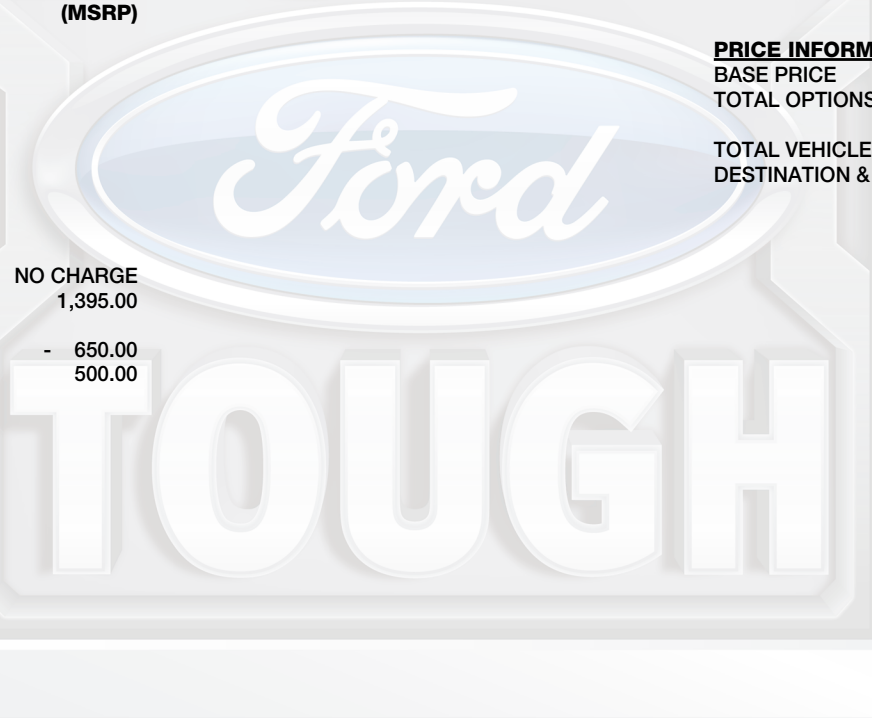 (MSRP)
PRICE INFORM
BASE PRICE
TOTAL OPTIONS
TOTAL VEHICLE
DESTINATION &
Ford
NO CHARGE
1,395.00
- 650.00
500.00
TOUGH